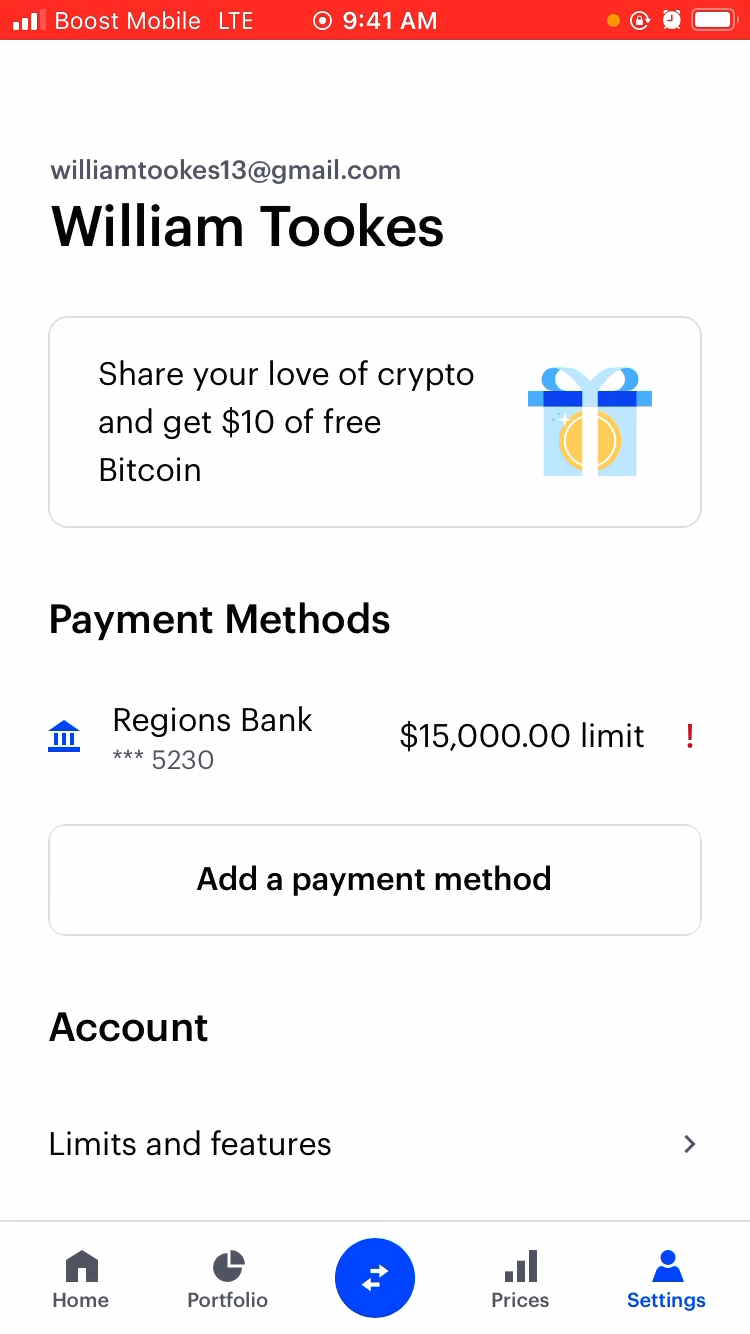 Boost Mobile LTE 9:41 AM
williamtookes13@gmail.com
William Tookes
Share your love of crypto
and get $10 of free
Bitcoin
Payment Methods
Regions Bank $15,000.00 limit !
*** 5230
Add a payment method
Account
Limits and features
Home Portfolio Prices Settings